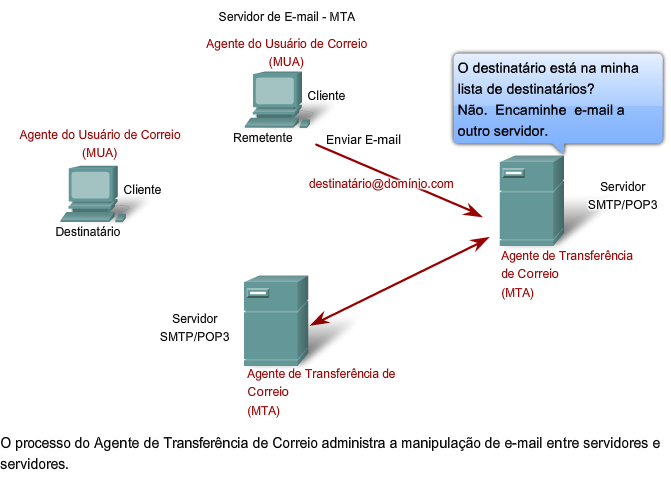 Servidor de E-mail - MTA
Agente do Usuário de Correio
(MUA)
Cliente
Remetente
Enviar E-mail
destinatário@domínio.com
O destinatário está na minha
lista de destinatários?
Não.  Encaminhe  e-mail a
outro servidor.
Agente do Usuário de Correio
(MUA)
Cliente
Destinatário
Servidor
SMTP/POP3
Agente de Transferência
de Correio
(MTA)
Servidor
SMTP/POP3
Agente de Transferência de
Correio
(MTA)
O processo do Agente de Transferência de Correio administra a manipulação de e-mail entre servidores e
servidores.